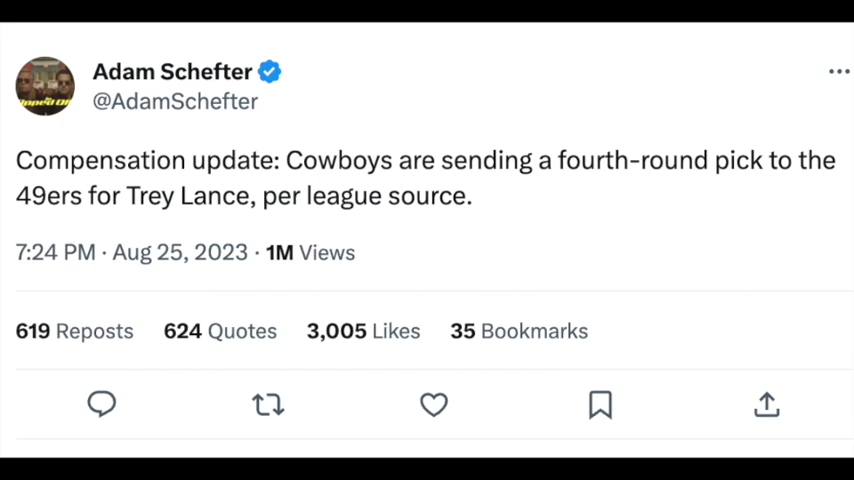 Adam Schefter
@AdamSchefter
Compensation update: Cowboys are sending a fourth-round pick to the
49ers for Trey Lance, per league source.
7:24 PM · Aug 25, 2023 · 1M Views
619 Reposts 624 Quotes 3,005 Likes 35 Bookmarks